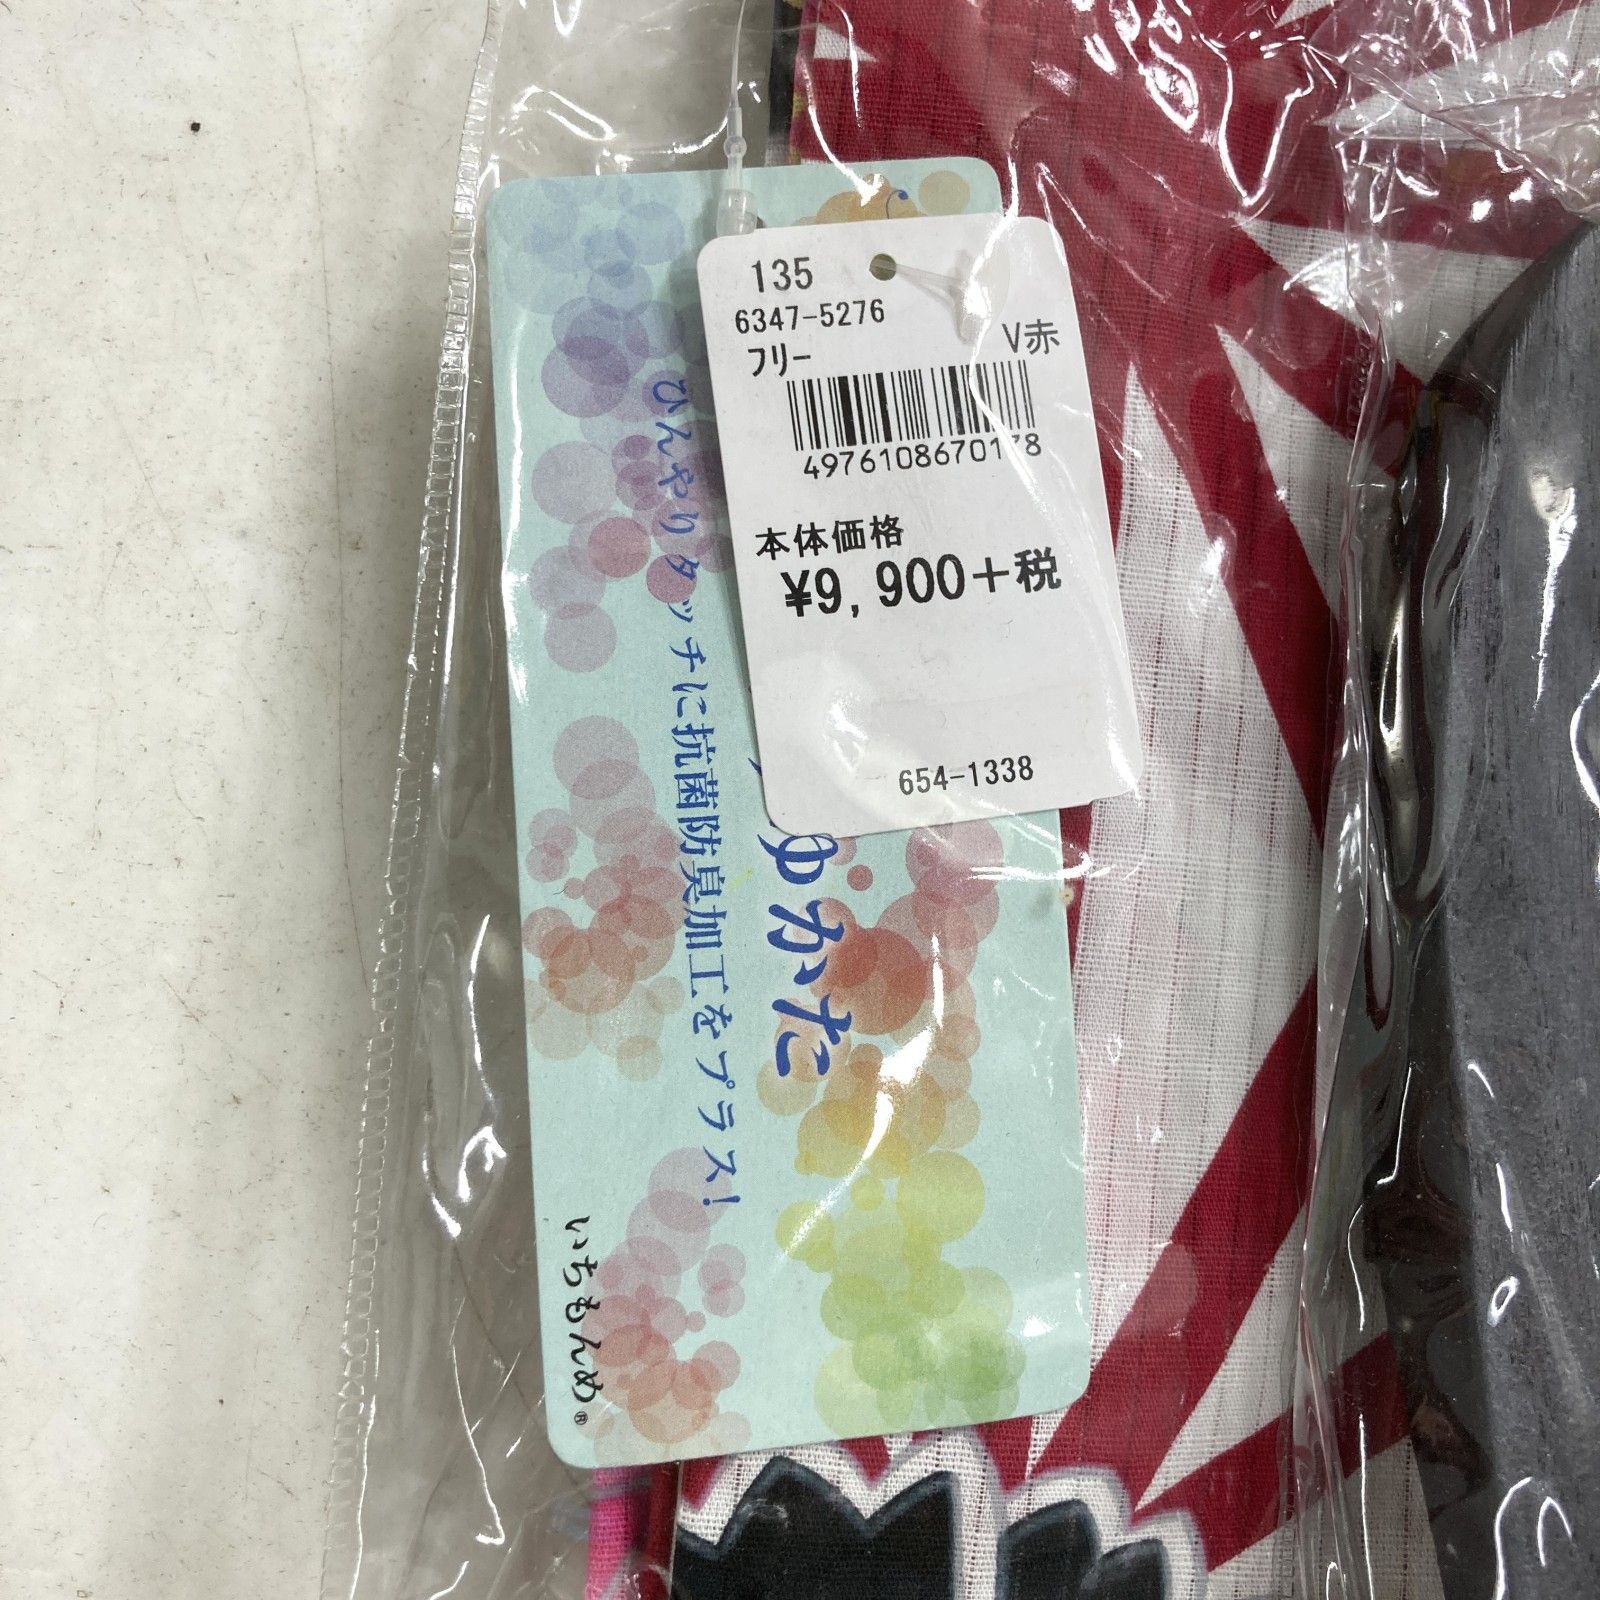 135
6347-5276
フリー
V赤
4976108670178
本体価格
¥9,900+税
654-1338
ゆかた
ひんやりタッチに抗菌防臭加工をプラス!
いちもんめ®